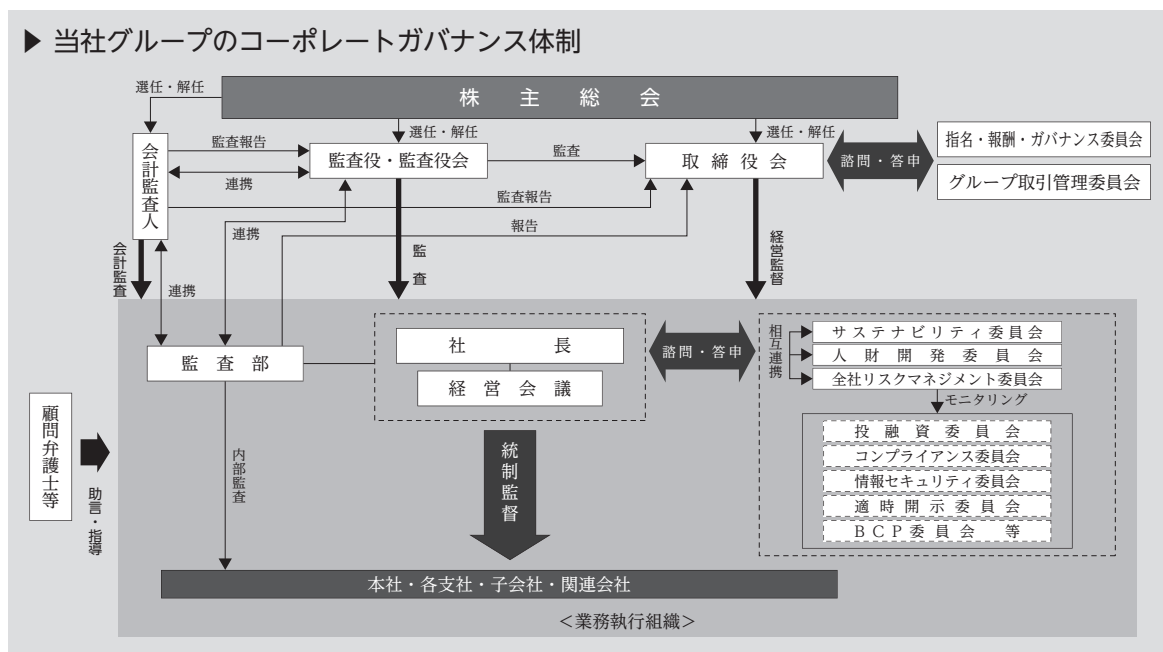 ▶ 当社グループのコーポレートガバナンス体制
株主総会
選任・解任
選任・解任
選任・解任
会計監査人
監査報告
連携
監査役・監査役会
監査
取締役会
諮問・答申
指名・報酬・ガバナンス委員会
グループ取引管理委員会
監査報告
報告
連携
会計監査
連携
監査
経営監督
監査部
社長
経営会議
諮問・答申
相互連携
サステナビリティ委員会
人財開発委員会
全社リスクマネジメント委員会
モニタリング
投融資委員会
コンプライアンス委員会
情報セキュリティ委員会
適時開示委員会
BCP委員会 等
顧問弁護士等
助言・指導
内部監査
統制監督
本社・各支社・子会社・関連会社
＜業務執行組織＞